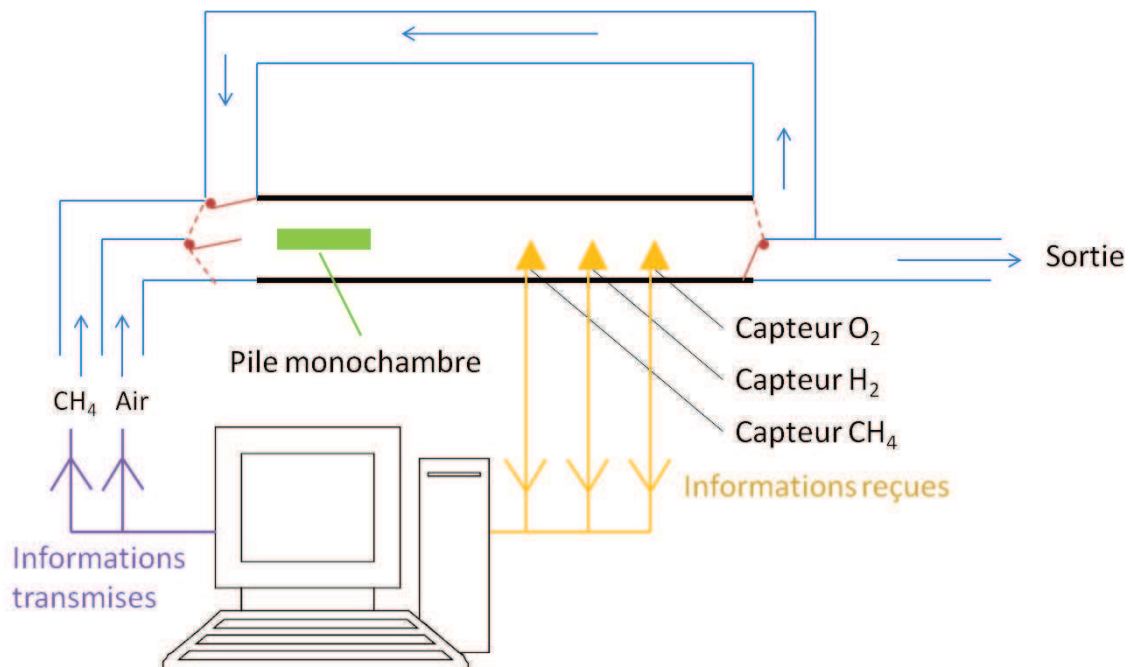 Sortie
Capteur O₂
Pile monochambre
Capteur H₂
CH₄ Air
Capteur CH₄
Informations reçues
Informations
transmises